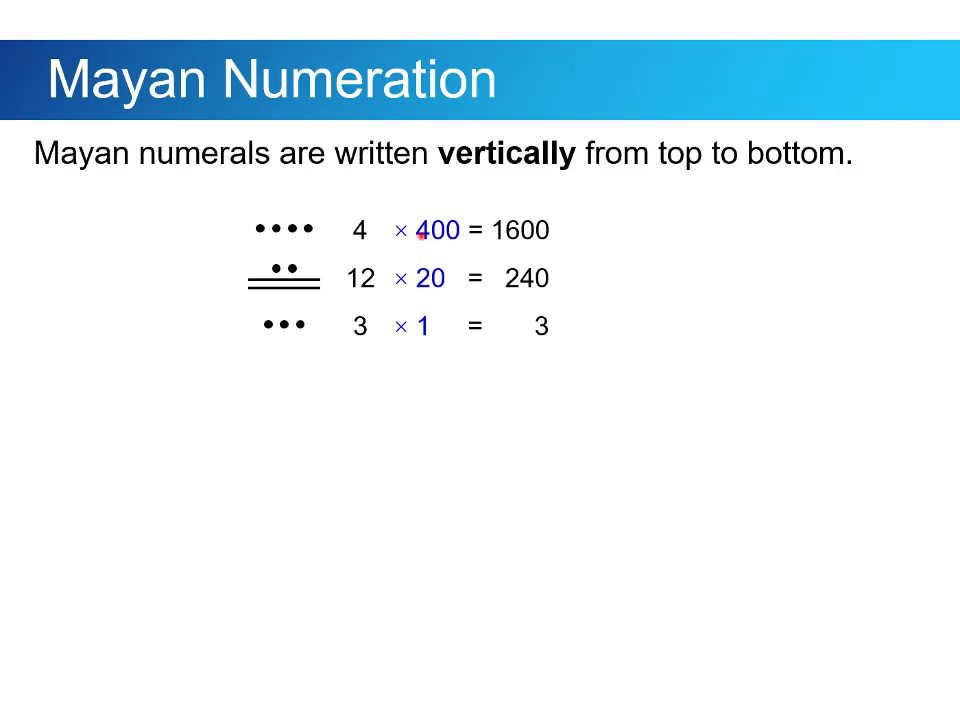 Mayan Numeration
Mayan numerals are written vertically from top to bottom.
4 × 400 = 1600
12 × 20 = 240
3 × 1 = 3